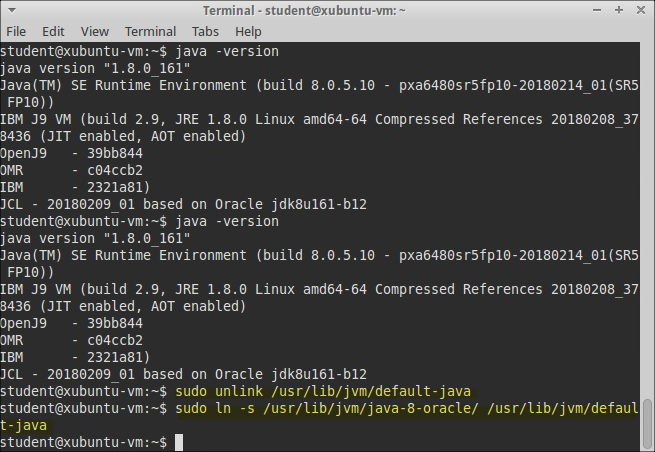 Terminal - student@xubuntu-vm: ~
File Edit View Terminal Tabs Help
student@xubuntu-vm:~$ java -version
java version "1.8.0_161"
Java(TM) SE Runtime Environment (build 8.0.5.10 - pxa6480sr5fp10-20180214_01(SR5
 FP10))
IBM J9 VM (build 2.9, JRE 1.8.0 Linux amd64-64 Compressed References 20180208_37
8436 (JIT enabled, AOT enabled)
OpenJ9   - 39bb844
OMR      - c04ccb2
IBM      - 2321a81)
JCL - 20180209_01 based on Oracle jdk8u161-b12
student@xubuntu-vm:~$ java -version
java version "1.8.0_161"
Java(TM) SE Runtime Environment (build 8.0.5.10 - pxa6480sr5fp10-20180214_01(SR5
 FP10))
IBM J9 VM (build 2.9, JRE 1.8.0 Linux amd64-64 Compressed References 20180208_37
8436 (JIT enabled, AOT enabled)
OpenJ9   - 39bb844
OMR      - c04ccb2
IBM      - 2321a81)
JCL - 20180209_01 based on Oracle jdk8u161-b12
student@xubuntu-vm:~$ sudo unlink /usr/lib/jvm/default-java
student@xubuntu-vm:~$ sudo ln -s /usr/lib/jvm/java-8-oracle/ /usr/lib/jvm/defaul
t-java
student@xubuntu-vm:~$